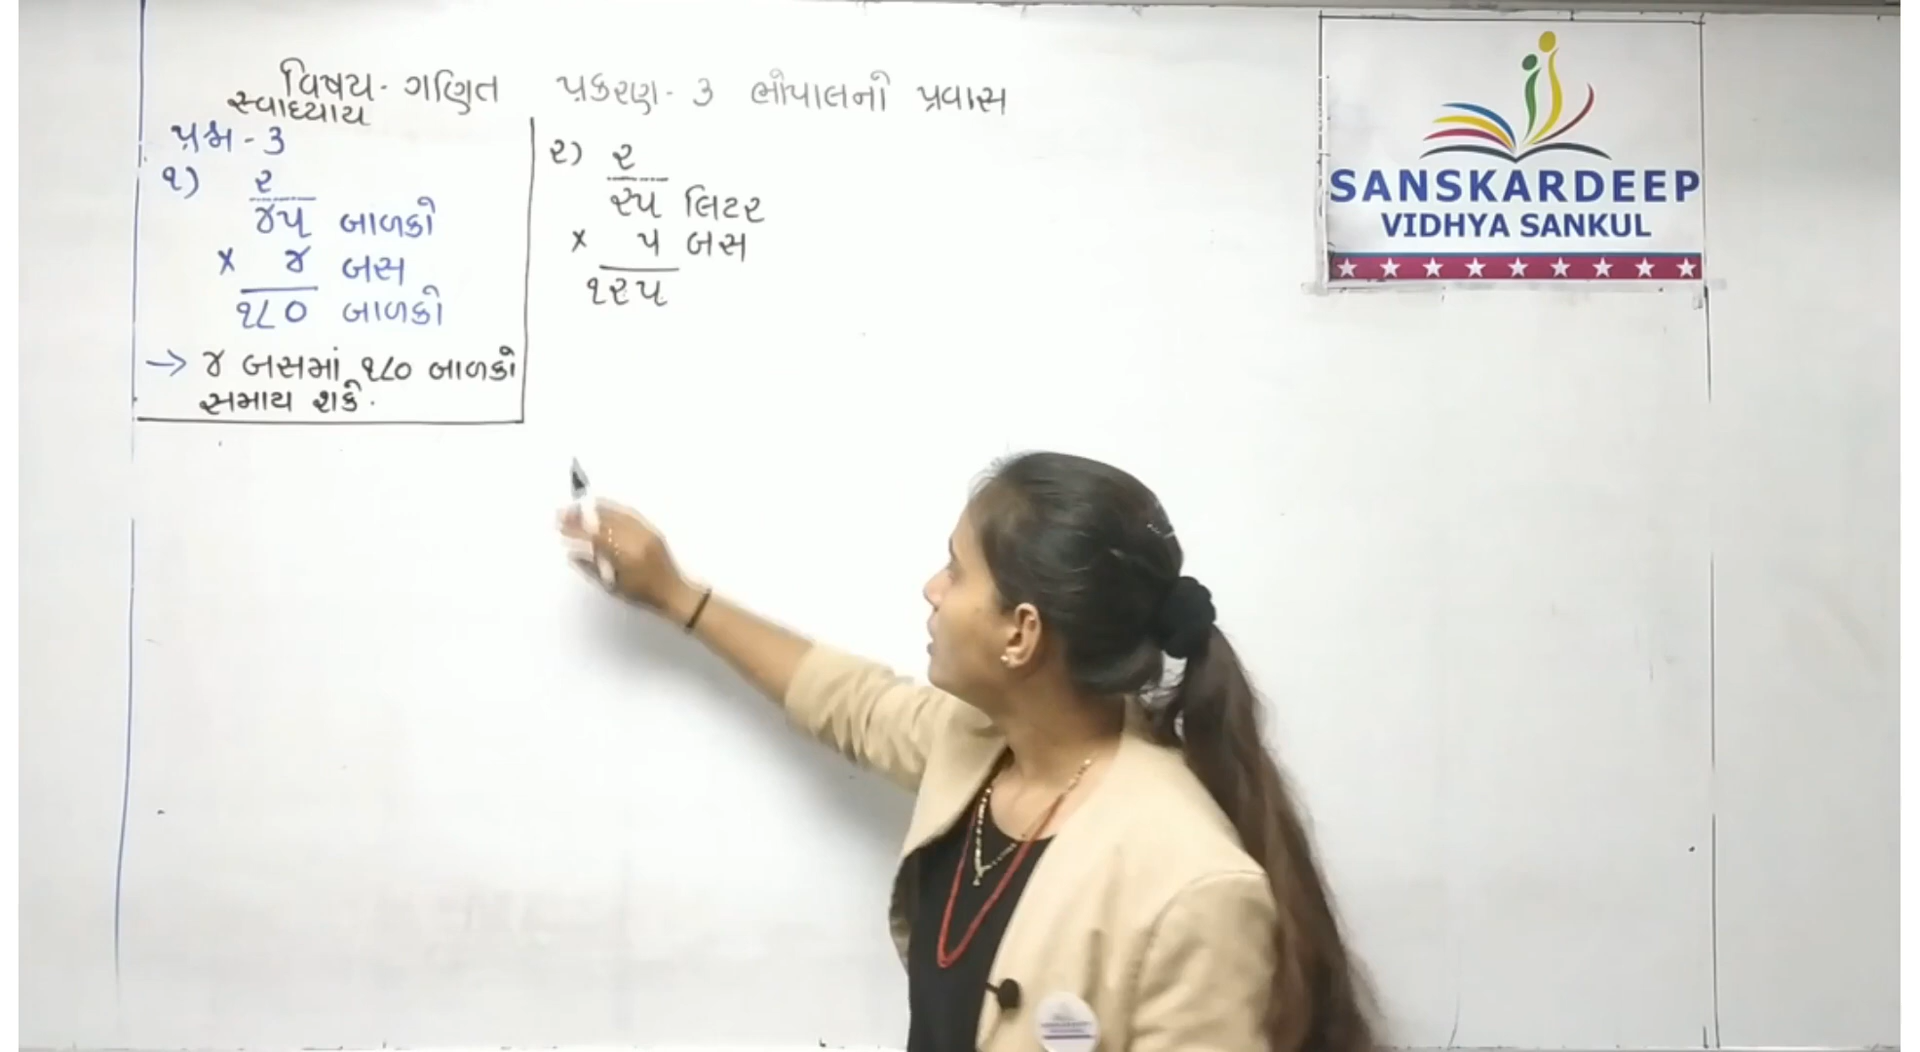 વિષય - ગણિત પ્રકરણ - ૩ ભોપાલનો પ્રવાસ
સ્વાધ્યાય
પ્રશ્ન - ૩
૧) ૨
૪૫ બાળકો
x ૪ બસ
૧૮૦ બાળકો
→ ૪ બસમાં ૧૮૦ બાળકો
સમાય શકે.
૨) ૨
૨૫ લિટર
x ૫ બસ
૧૨૫
SANSKARDEEP
VIDHYA SANKUL